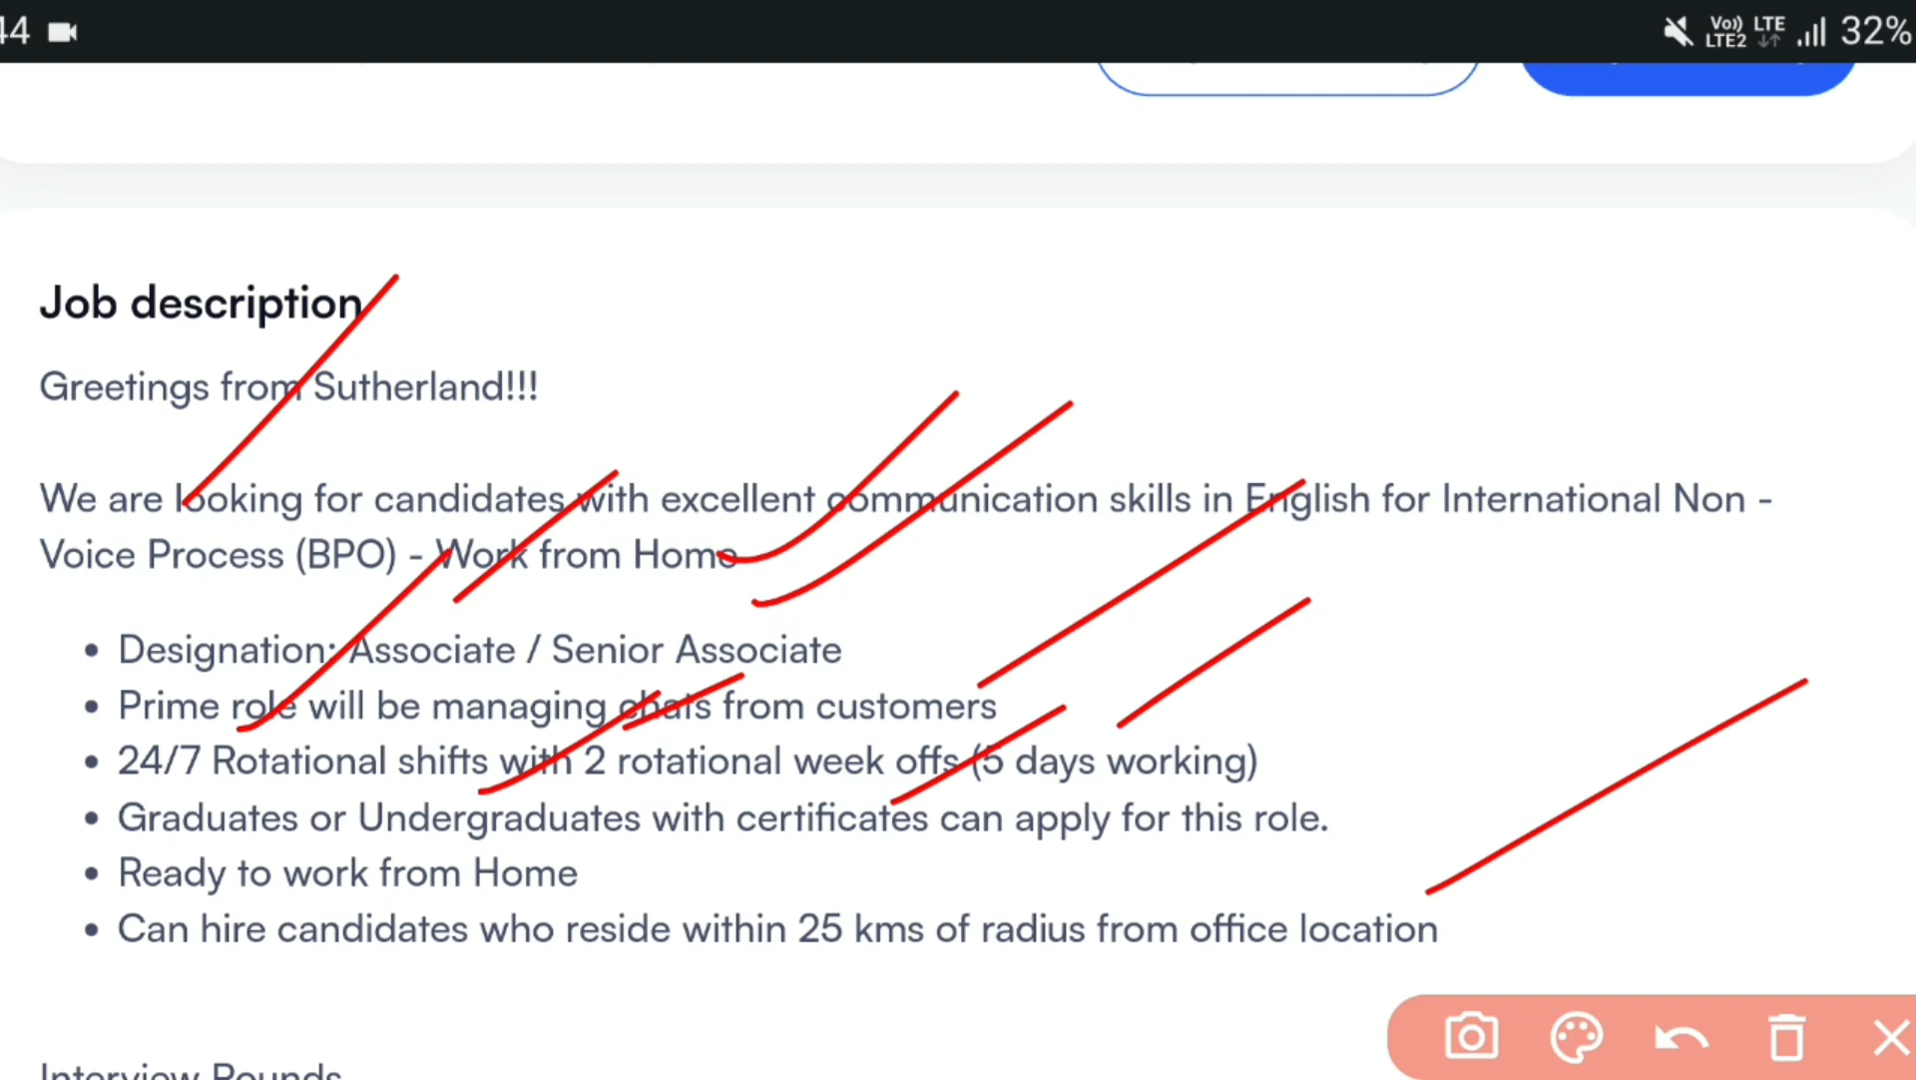 44
Vo)) LTE
LTE2
32%
Job description
Greetings from Sutherland!!!
We are looking for candidates with excellent communication skills in English for International Non -
Voice Process (BPO) - Work from Home
• Designation: Associate / Senior Associate
• Prime role will be managing chats from customers
• 24/7 Rotational shifts with 2 rotational week offs (5 days working)
• Graduates or Undergraduates with certificates can apply for this role.
• Ready to work from Home
• Can hire candidates who reside within 25 kms of radius from office location
Interview Rounds